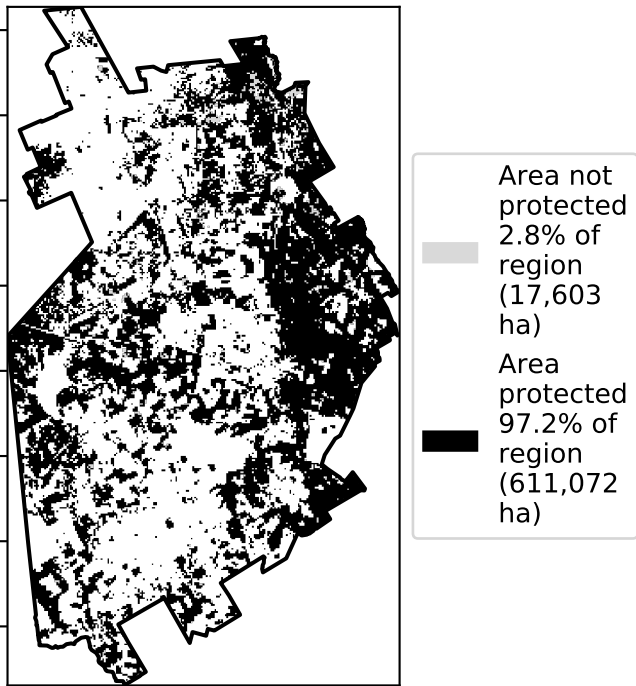 Area not
protected
2.8% of
region
(17,603
ha)
Area
protected
97.2% of
region
(611,072
ha)